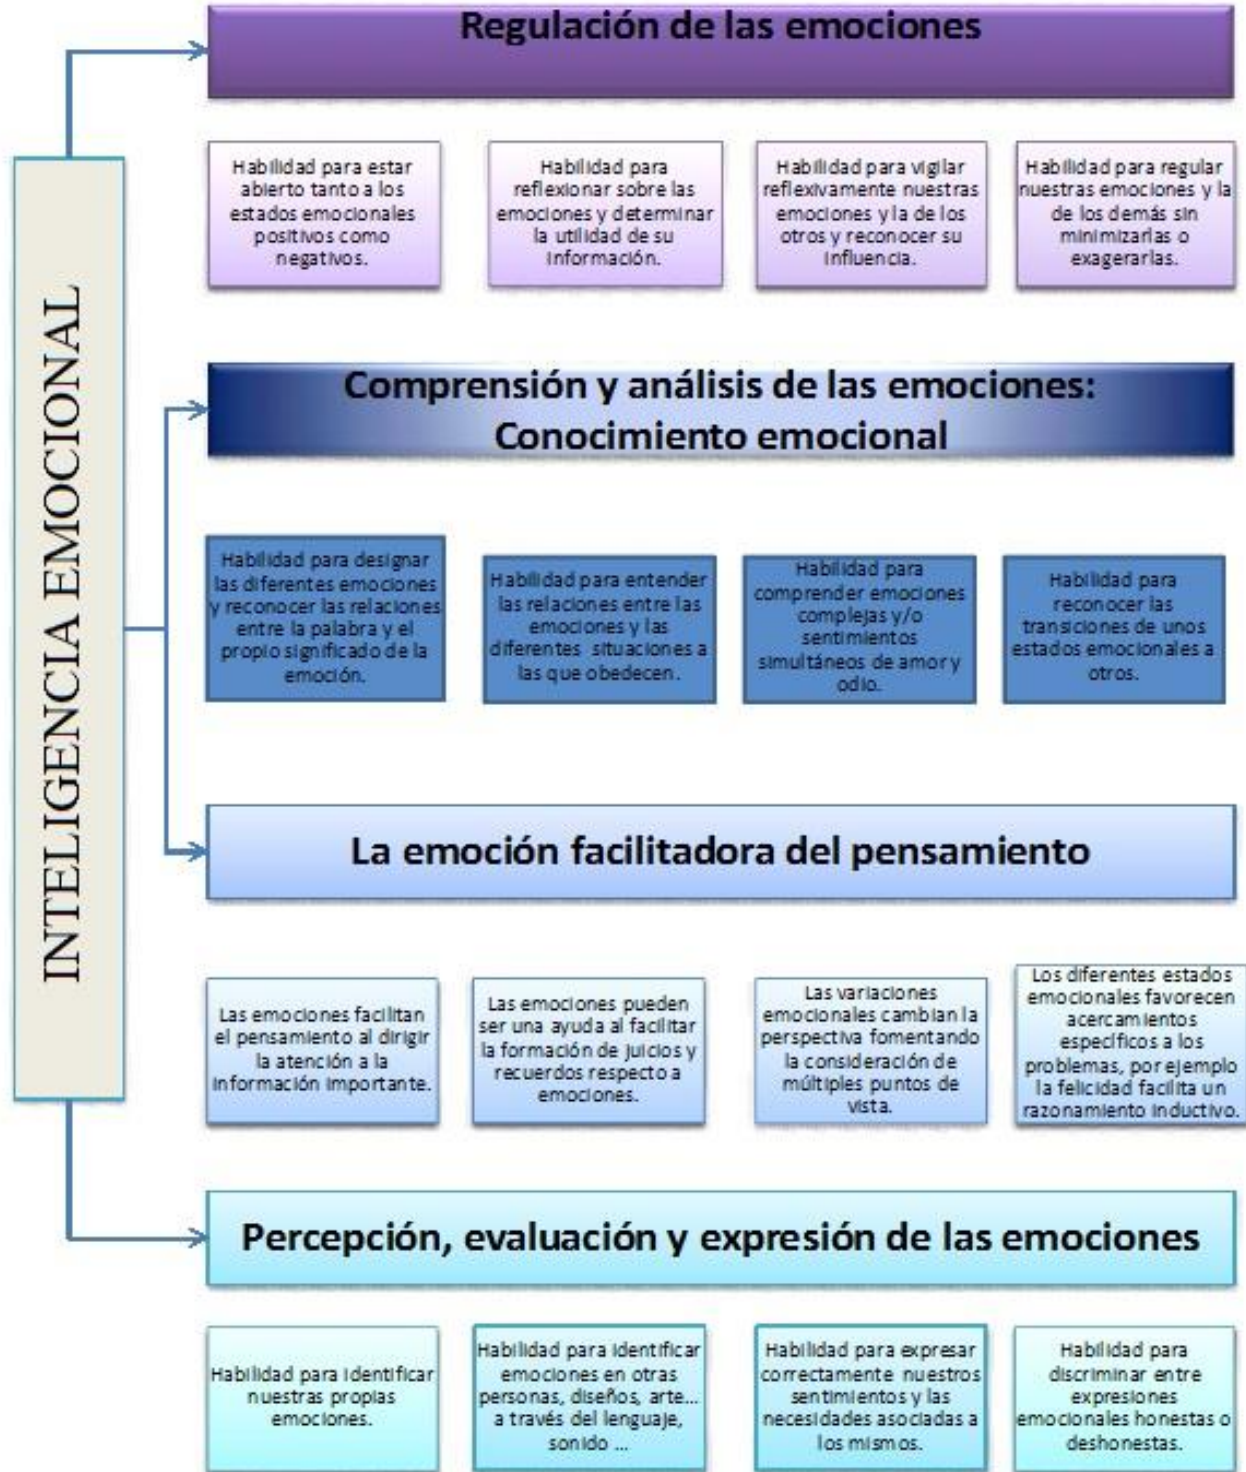 Regulación de las emociones
Habilidad para estar
abierto tanto a los
estados emocionales
positivos como
negativos.
Habilidad para
reflexionar sobre las
emociones y determinar
la utilidad de su
información.
Habilidad para vigilar
reflexivamente nuestras
emociones y la de los
otros y reconocer su
influencia.
Habilidad para regular
nuestras emociones y la
de los demás sin
minimizarlas o
exagerarlas.
INTELIGENCIA EMOCIONAL
Comprensión y análisis de las emociones:
Conocimiento emocional
Habilidad para designar
las diferentes emociones
y reconocer las relaciones
entre la palabra y el
propio significado de la
emoción.
Habilidad para entender
las relaciones entre las
emociones y las
diferentes situaciones a
las que obedecen.
Habilidad para
comprender emociones
complejas y/o
sentimientos
simultáneos de amor y
odio.
Habilidad para
reconocer las
transiciones de unos
estados emocionales a
otros.
La emoción facilitadora del pensamiento
Las emociones facilitan
el pensamiento al dirigir
la atención a la
información importante.
Las emociones pueden
ser una ayuda al facilitar
la formación de juicios y
recuerdos respecto a
emociones.
Las variaciones
emocionales cambian la
perspectiva fomentando
la consideración de
múltiples puntos de
vista.
Los diferentes estados
emocionales favorecen
acercamientos
específicos a los
problemas, por ejemplo
la felicidad facilita un
razonamiento inductivo.
Percepción, evaluación y expresión de las emociones
Habilidad para identificar
nuestras propias
emociones.
Habilidad para identificar
emociones en otras
personas, diseños, arte...
a través del lenguaje,
sonido ...
Habilidad para expresar
correctamente nuestros
sentimientos y las
necesidades asociadas a
los mismos.
Habilidad para
discriminar entre
expresiones
emocionales honestas o
deshonestas.